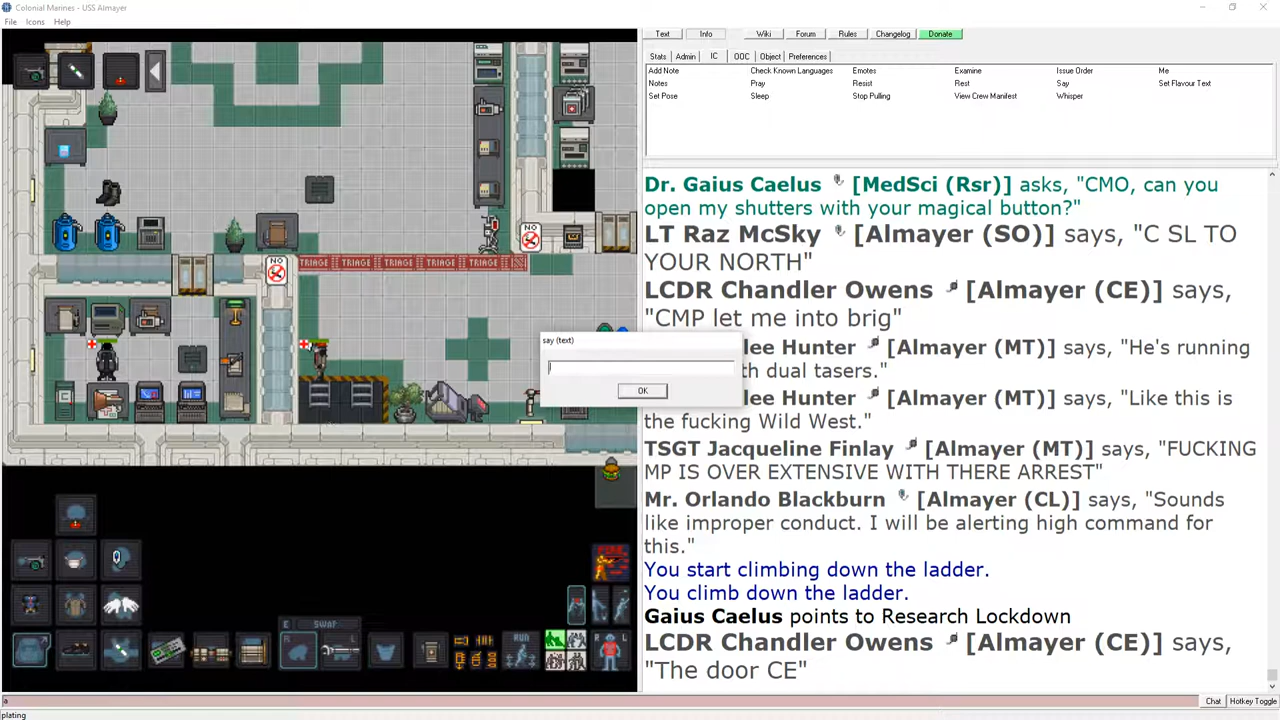 Colonial Marines - USS Almayer
File Icons Help
Text Info Wiki Forum Rules Changelog Donate
Stats Admin IC OOC Object Preferences
Add Note Check Known Languages Emotes Examine Issue Order Me
Notes Pray Resist Rest Say Set Flavour Text
Set Pose Sleep Stop Pulling View Crew Manifest Whisper
Dr. Gaius Caelus [MedSci (Rsr)] asks, "CMO, can you
open my shutters with your magical button?"
LT Raz McSky [Almayer (SO)] says, "C SL TO
YOUR NORTH"
LCDR Chandler Owens [Almayer (CE)] says,
"CMP let me into brig"
lee Hunter [Almayer (MT)] says, "He's running
th dual tasers."
lee Hunter [Almayer (MT)] says, "Like this is
the fucking Wild West."
TSGT Jacqueline Finlay [Almayer (MT)] says, "FUCKING
MP IS OVER EXTENSIVE WITH THERE ARREST"
Mr. Orlando Blackburn [Almayer (CL)] says, "Sounds
like improper conduct. I will be alerting high command for
this."
You start climbing down the ladder.
You climb down the ladder.
Gaius Caelus points to Research Lockdown
LCDR Chandler Owens [Almayer (CE)] says,
"The door CE"
say (text)
OK
NO
NO
TRIAGE TRIAGE TRIAGE TRIAGE TRIAGE
E SWAP
R L
RUN
R L
a
Chat Hotkey Toggle
plating